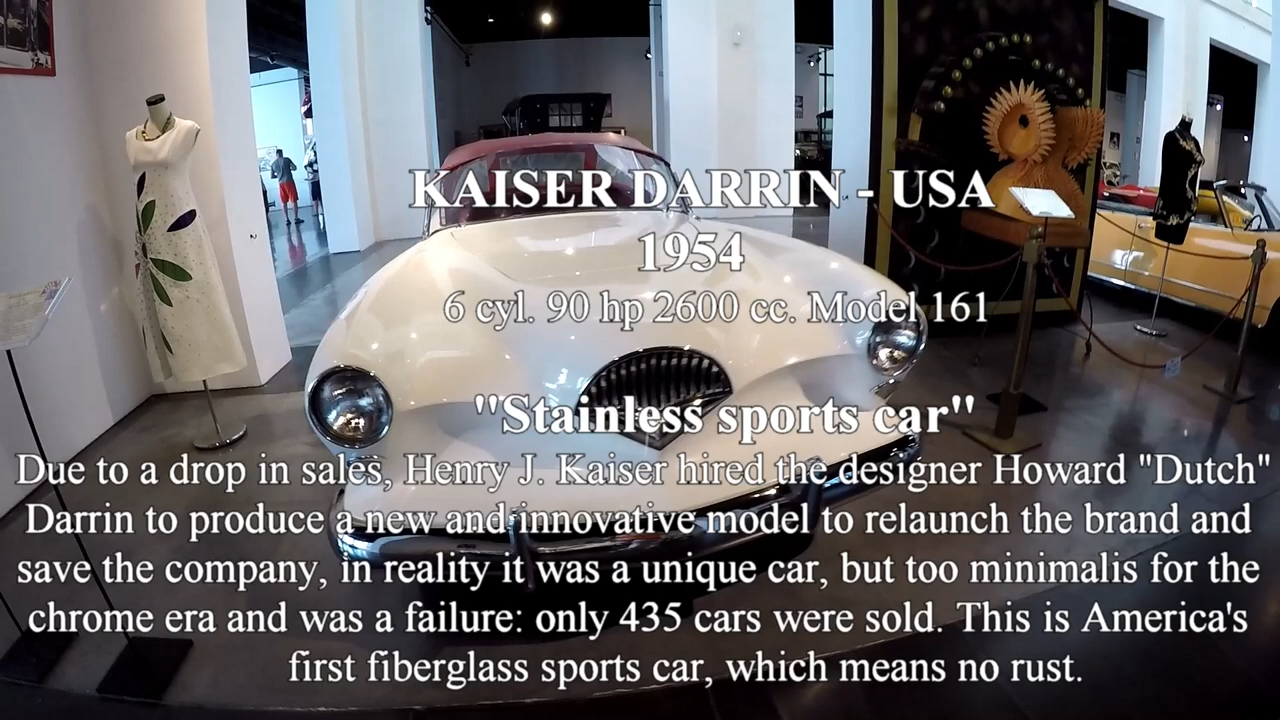 KAISER DARRIN - USA
1954
6 cyl. 90 hp 2600 cc. Model 161
"Stainless sports car"
Due to a drop in sales, Henry J. Kaiser hired the designer Howard "Dutch"
Darrin to produce a new and innovative model to relaunch the brand and
save the company, in reality it was a unique car, but too minimalis for the
chrome era and was a failure: only 435 cars were sold. This is America's
first fiberglass sports car, which means no rust.